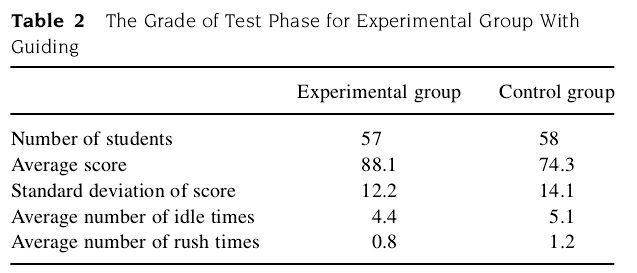 Table 2 The Grade of Test Phase for Experimental Group With
Guiding
Experimental group Control group
Number of students 57 58
Average score 88.1 74.3
Standard deviation of score 12.2 14.1
Average number of idle times 4.4 5.1
Average number of rush times 0.8 1.2